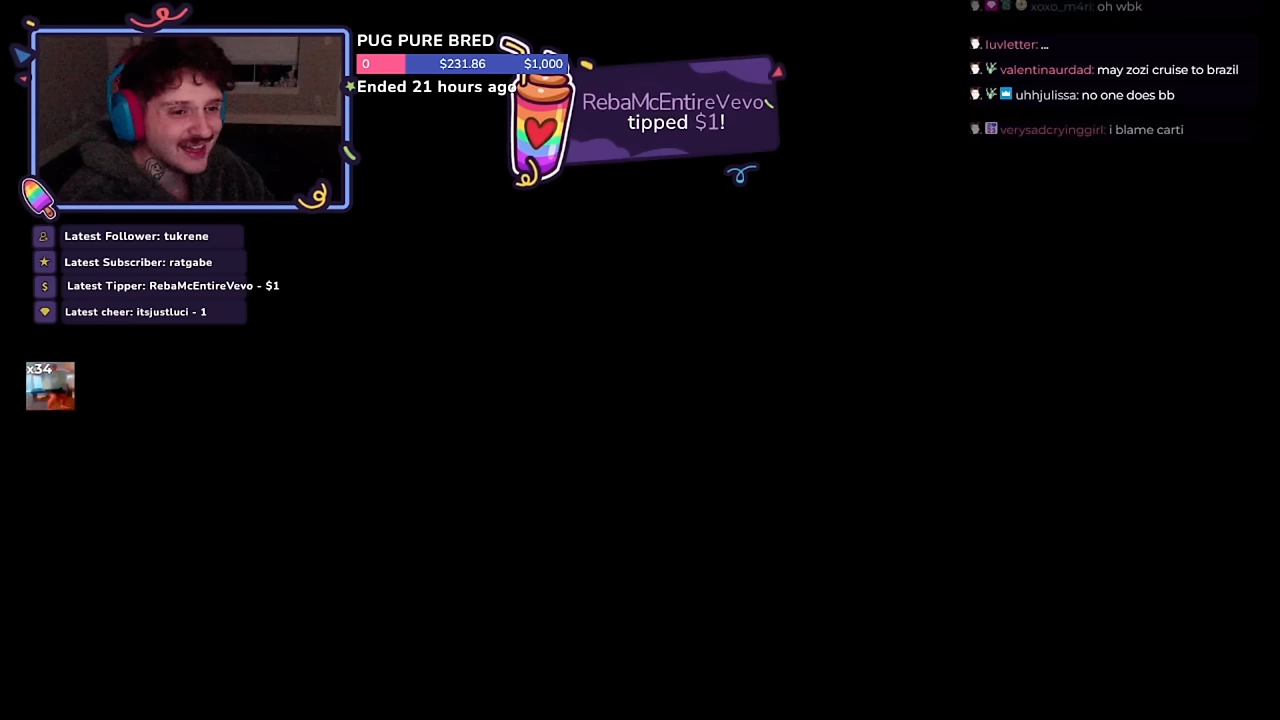 PUG PURE BRED
0 $231.86 $1,000
Ended 21 hours ago
RebaMcEntireVevo
tipped $1!
Latest Follower: tukrene
Latest Subscriber: ratgabe
Latest Tipper: RebaMcEntireVevo - $1
Latest cheer: itsjustluci - 1
x34
xoxo_m4ri: oh wbk
luvletter: ...
valentinaurdad: may zozi cruise to brazil
uhhjulissa: no one does bb
verysadcryinggirl: i blame carti